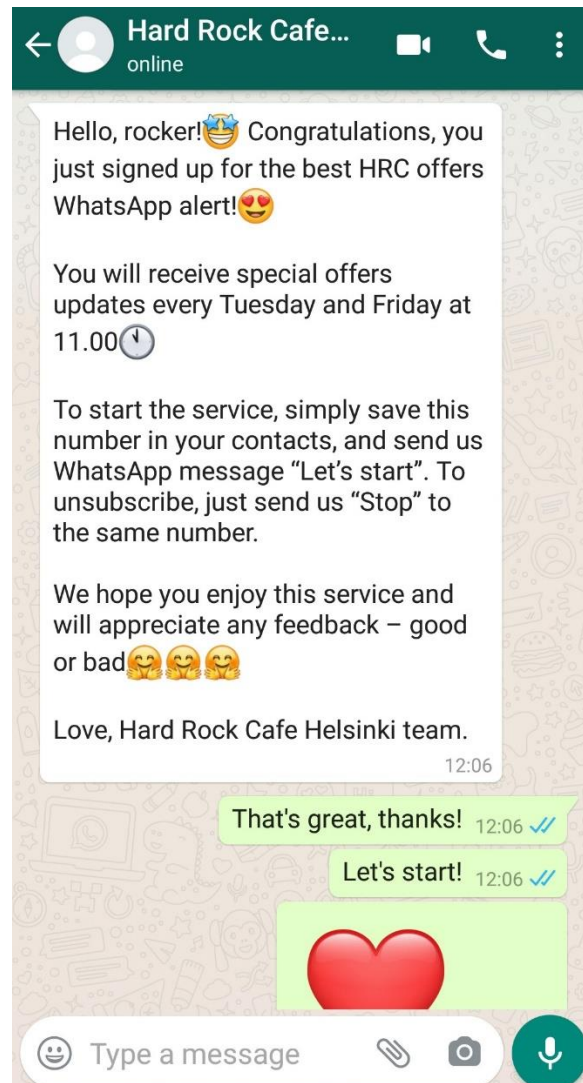 Hard Rock Cafe...
online
Hello, rocker!🤩 Congratulations, you
just signed up for the best HRC offers
WhatsApp alert!😍
You will receive special offers
updates every Tuesday and Friday at
11.00🕚
To start the service, simply save this
number in your contacts, and send us
WhatsApp message “Let’s start”. To
unsubscribe, just send us “Stop” to
the same number.
We hope you enjoy this service and
will appreciate any feedback – good
or bad🤗🤗🤗
Love, Hard Rock Cafe Helsinki team.
12:06
That's great, thanks! 12:06
Let's start! 12:06
Type a message